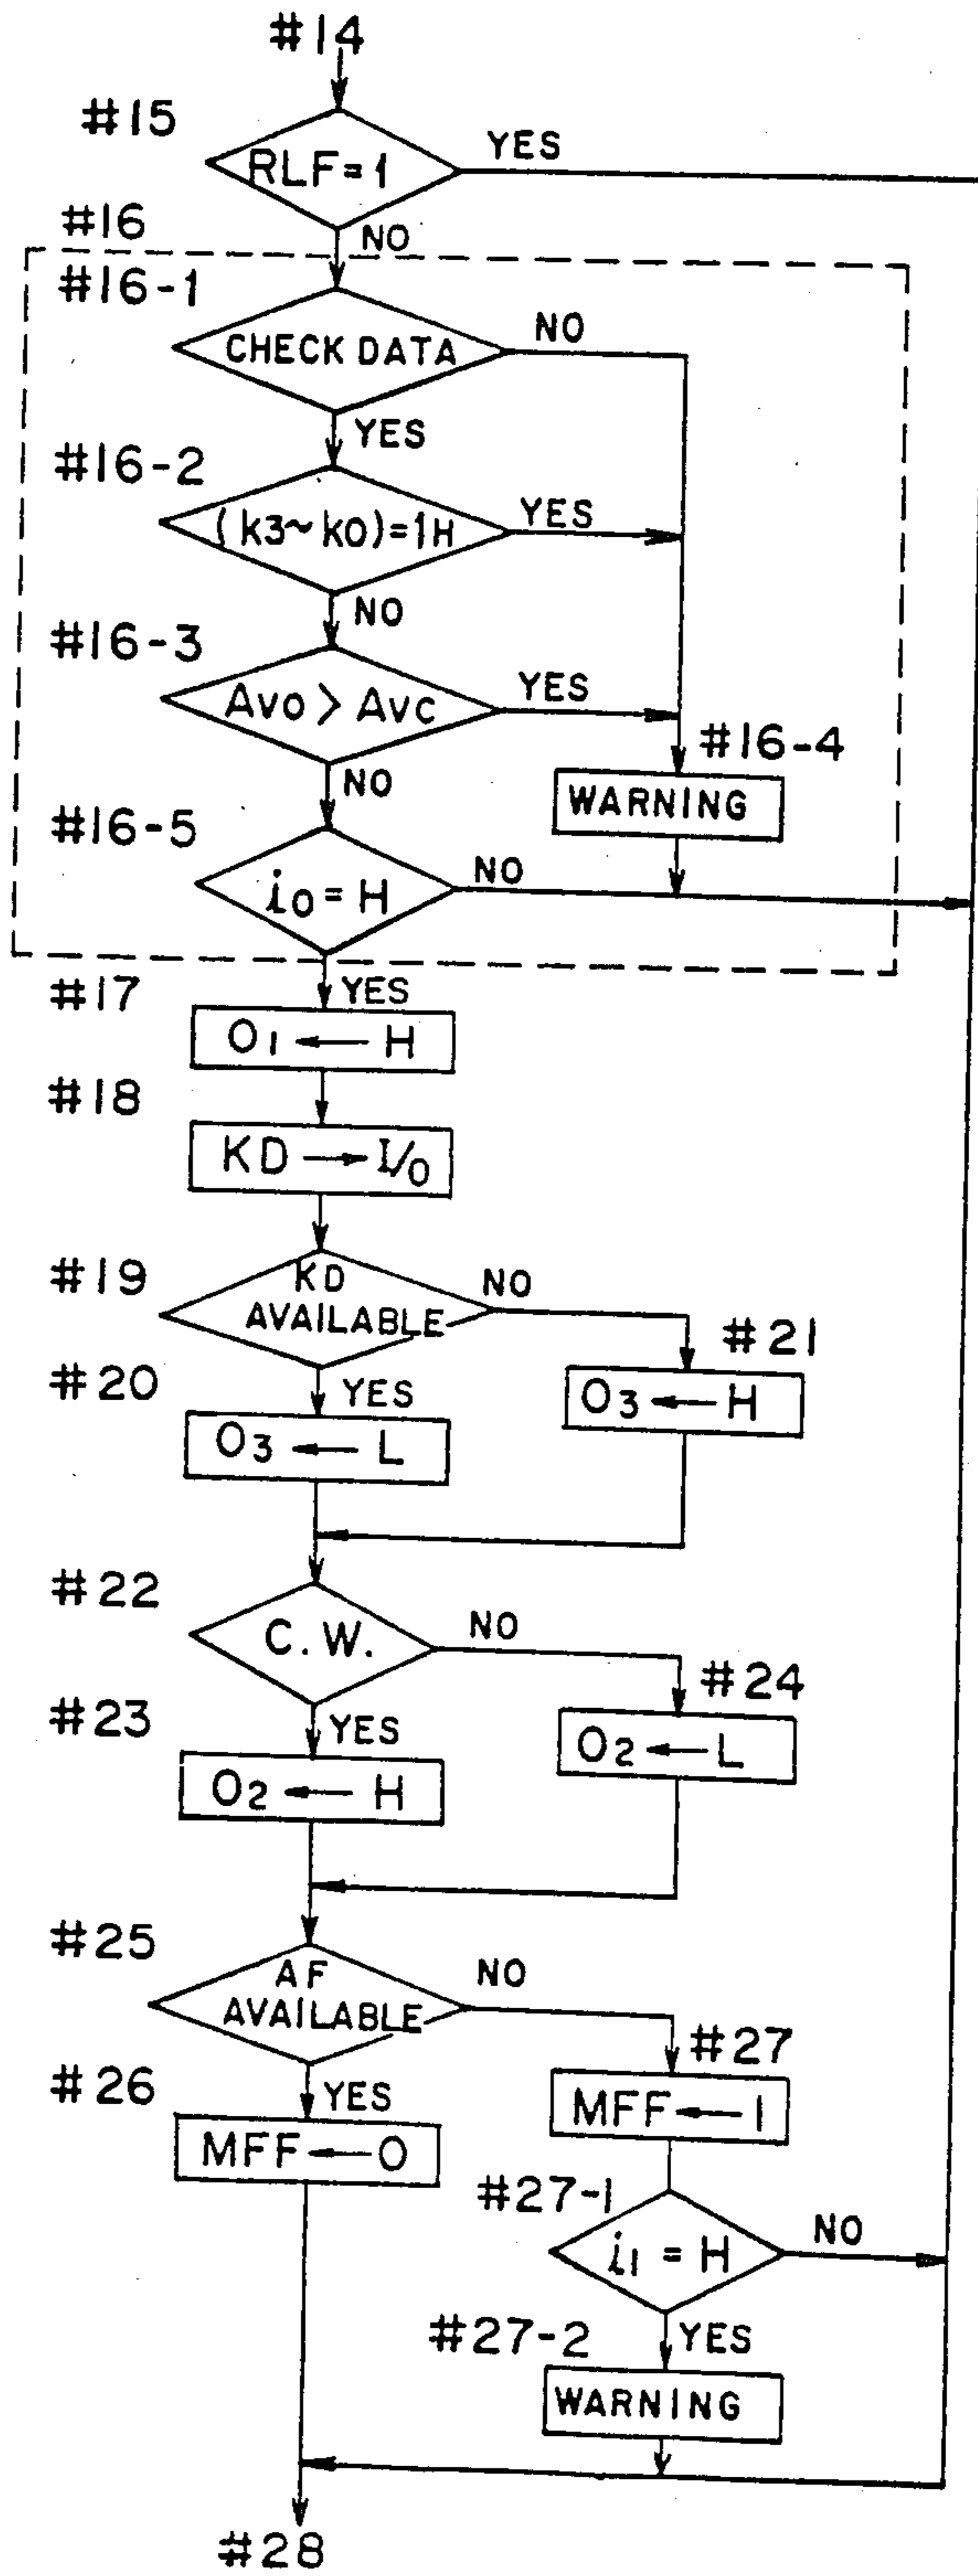 #14
#15
RLF=1
YES
#16
NO
#16-1
CHECK DATA
NO
YES
#16-2
(k3~k0)=1H
YES
NO
#16-3
Avo > Avc
YES
#16-4
NO
WARNING
#16-5
i0 = H
NO
#17
YES
O1 ← H
#18
KD → I/O
#19
KD
AVAILABLE
NO
#21
#20
YES
O3 ← H
O3 ← L
#22
C.W.
NO
#24
#23
YES
O2 ← L
O2 ← H
#25
AF
AVAILABLE
NO
#27
#26
YES
MFF ← 1
MFF ← 0
#27-1
i1 = H
NO
#27-2
YES
WARNING
#28